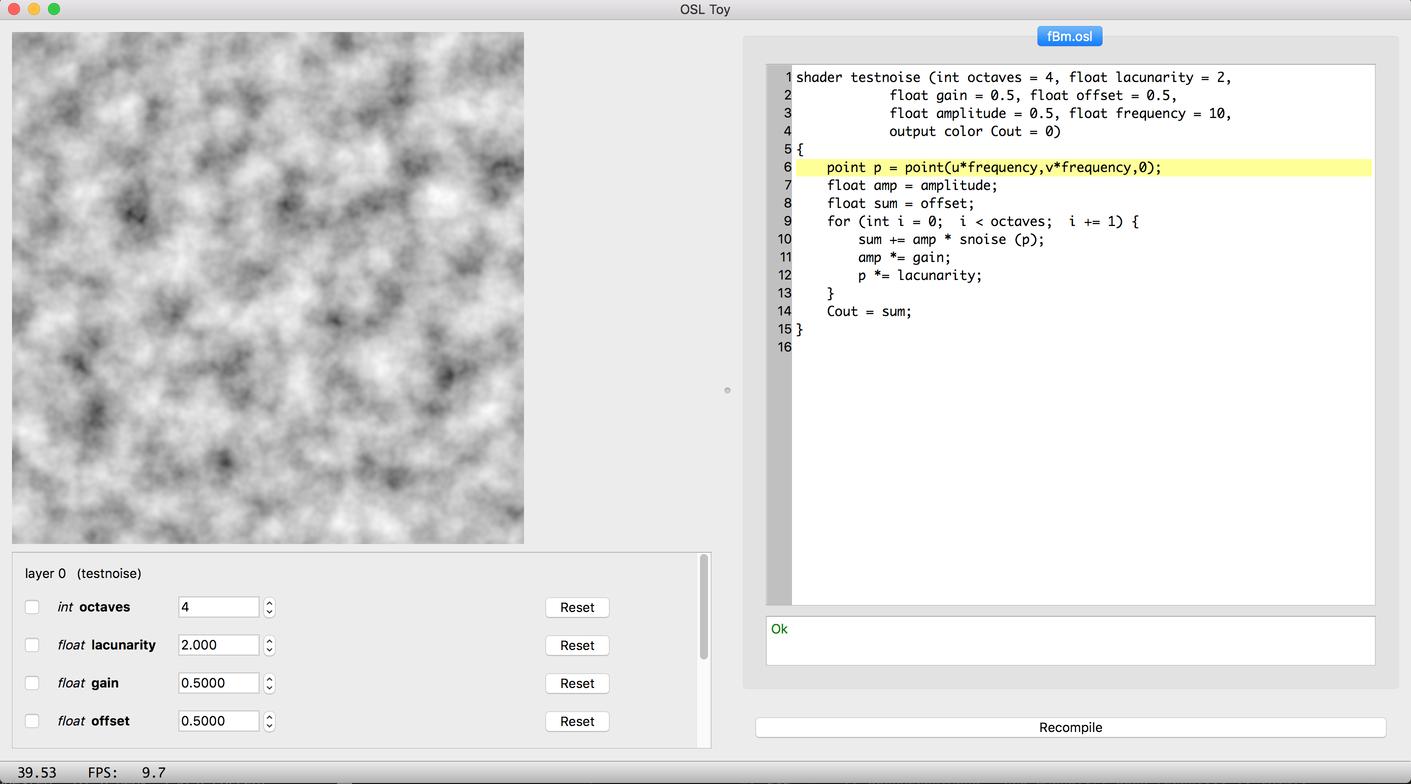 OSL Toy
fBm.osl
1 shader testnoise (int octaves = 4, float lacunarity = 2,
2             float gain = 0.5, float offset = 0.5,
3             float amplitude = 0.5, float frequency = 10,
4             output color Cout = 0)
5 {
6     point p = point(u*frequency,v*frequency,0);
7     float amp = amplitude;
8     float sum = offset;
9     for (int i = 0;  i < octaves;  i += 1) {
10         sum += amp * snoise (p);
11         amp *= gain;
12         p *= lacunarity;
13     }
14     Cout = sum;
15 }
16
Ok
Recompile
layer 0 (testnoise)
int octaves 4 Reset
float lacunarity 2.000 Reset
float gain 0.5000 Reset
float offset 0.5000 Reset
39.53 FPS: 9.7